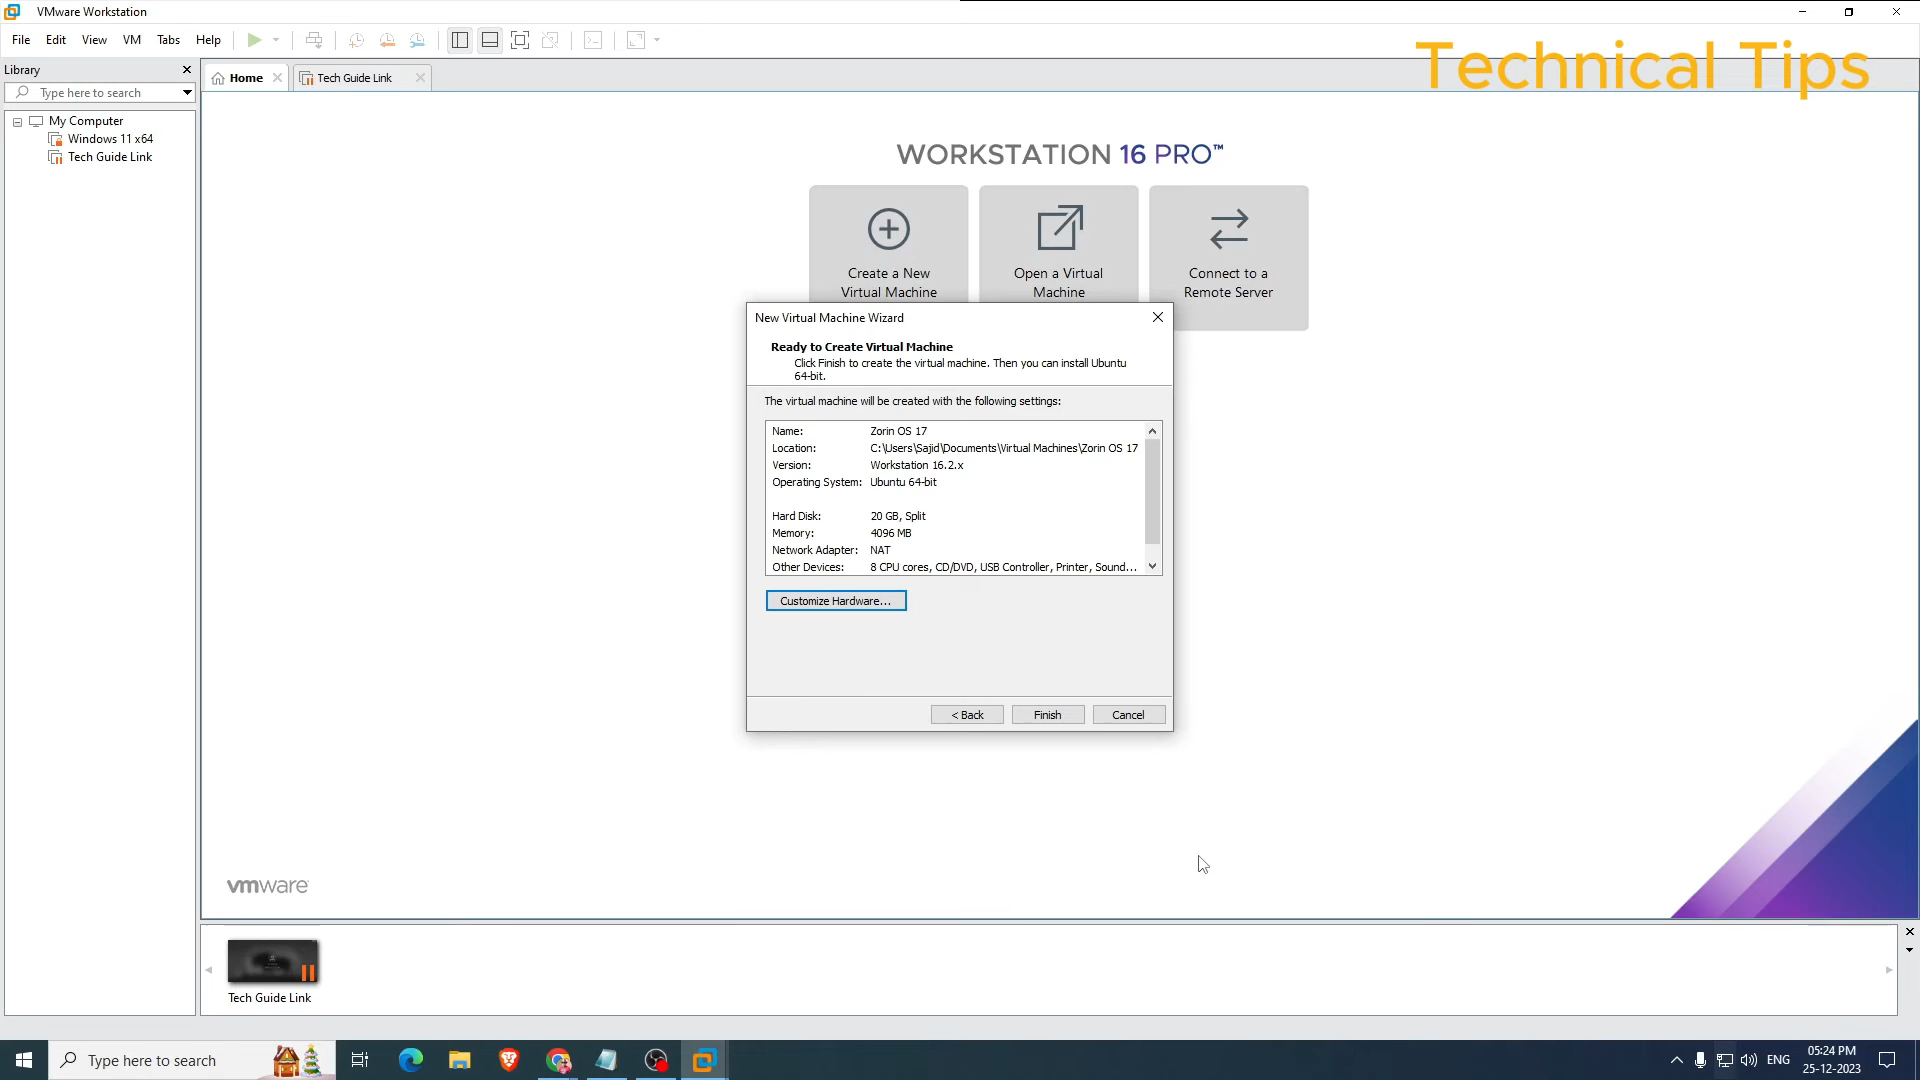 VMware Workstation
File Edit View VM Tabs Help
Technical Tips
Library
Type here to search
Home
Tech Guide Link
My Computer
Windows 11 x64
Tech Guide Link
WORKSTATION 16 PRO™
Create a New
Virtual Machine
Open a Virtual
Machine
Connect to a
Remote Server
New Virtual Machine Wizard
Ready to Create Virtual Machine
Click Finish to create the virtual machine. Then you can install Ubuntu
64-bit.
The virtual machine will be created with the following settings:
Name: Zorin OS 17
Location: C:\Users\Sajid\Documents\Virtual Machines\Zorin OS 17
Version: Workstation 16.2.x
Operating System: Ubuntu 64-bit
Hard Disk: 20 GB, Split
Memory: 4096 MB
Network Adapter: NAT
Other Devices: 8 CPU cores, CD/DVD, USB Controller, Printer, Sound...
Customize Hardware...
< Back Finish Cancel
vmware
Tech Guide Link
Type here to search
ENG
05:24 PM
25-12-2023